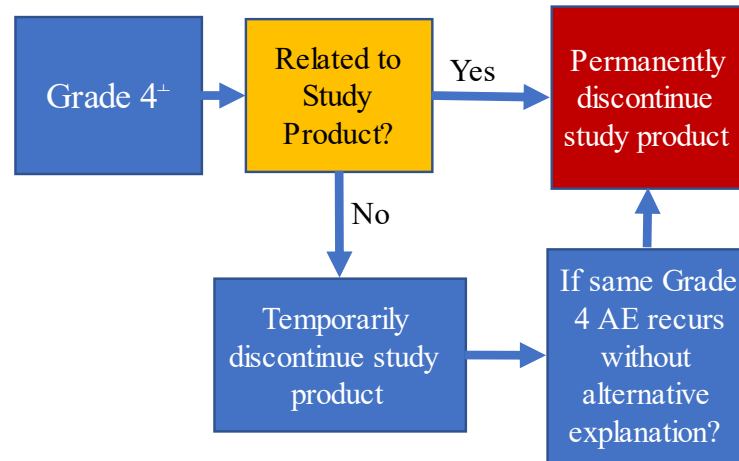 Grade 4±
Related to
Study
Product?
Yes
Permanently
discontinue
study product
No
Temporarily
discontinue study
product
If same Grade
4 AE recurs
without
alternative
explanation?